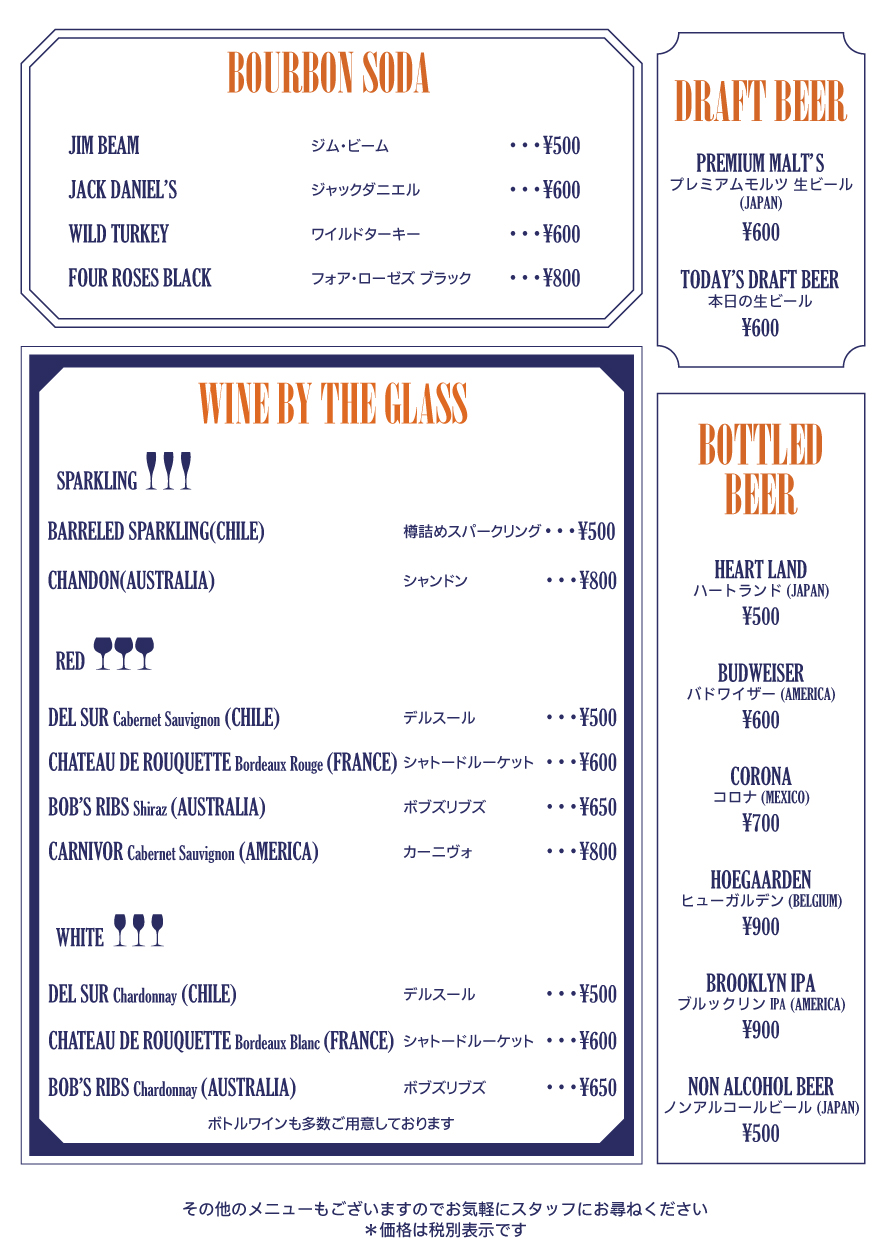 BOURBON SODA
JIM BEAM ジム・ビーム ・・・¥500
JACK DANIEL'S ジャックダニエル ・・・¥600
WILD TURKEY ワイルドターキー ・・・¥600
FOUR ROSES BLACK フォア・ローゼズ ブラック ・・・¥800
WINE BY THE GLASS
SPARKLING
BARRELED SPARKLING(CHILE) 樽詰めスパークリング・・・¥500
CHANDON(AUSTRALIA) シャンドン ・・・¥800
RED
DEL SUR Cabernet Sauvignon (CHILE) デルスール ・・・¥500
CHATEAU DE ROUQUETTE Bordeaux Rouge (FRANCE) シャトードルーケット ・・・¥600
BOB'S RIBS Shiraz (AUSTRALIA) ボブズリブズ ・・・¥650
CARNIVOR Cabernet Sauvignon (AMERICA) カーニヴォ ・・・¥800
WHITE
DEL SUR Chardonnay (CHILE) デルスール ・・・¥500
CHATEAU DE ROUQUETTE Bordeaux Blanc (FRANCE) シャトードルーケット ・・・¥600
BOB'S RIBS Chardonnay (AUSTRALIA) ボブズリブズ ・・・¥650
ボトルワインも多数ご用意しております
DRAFT BEER
PREMIUM MALT'S
プレミアムモルツ 生ビール
(JAPAN)
¥600
TODAY'S DRAFT BEER
本日の生ビール
¥600
BOTTLED
BEER
HEART LAND
ハートランド (JAPAN)
¥500
BUDWEISER
バドワイザー (AMERICA)
¥600
CORONA
コロナ (MEXICO)
¥700
HOEGAARDEN
ヒューガルデン (BELGIUM)
¥900
BROOKLYN IPA
ブルックリン IPA (AMERICA)
¥900
NON ALCOHOL BEER
ノンアルコールビール (JAPAN)
¥500
その他のメニューもございますのでお気軽にスタッフにお尋ねください
＊価格は税別表示です